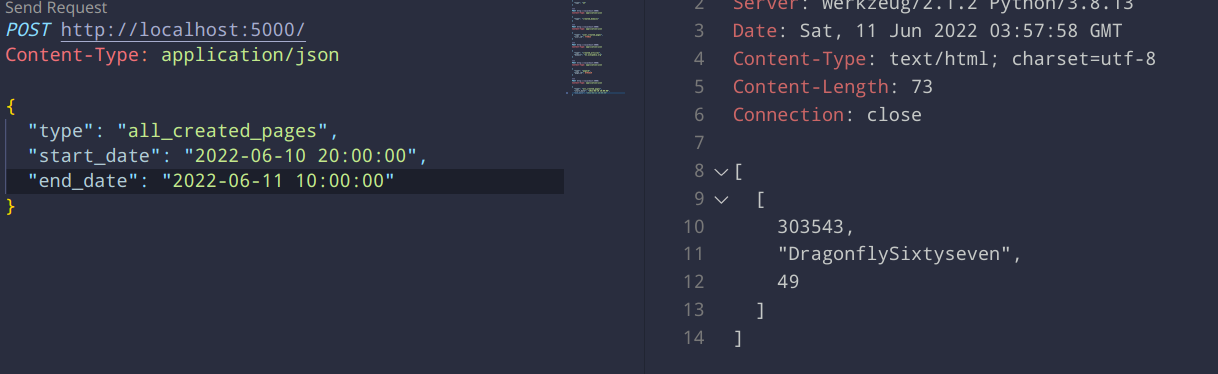 Send Request
POST http://localhost:5000/
Content-Type: application/json
{
"type": "all_created_pages",
"start_date": "2022-06-10 20:00:00",
"end_date": "2022-06-11 10:00:00"
}
2 Server: Werkzeug/2.1.2 Python/3.8.13
3 Date: Sat, 11 Jun 2022 03:57:58 GMT
4 Content-Type: text/html; charset=utf-8
5 Content-Length: 73
6 Connection: close
7
8 [
9 [
10 303543,
11 "DragonflySixtyseven",
12 49
13 ]
14 ]